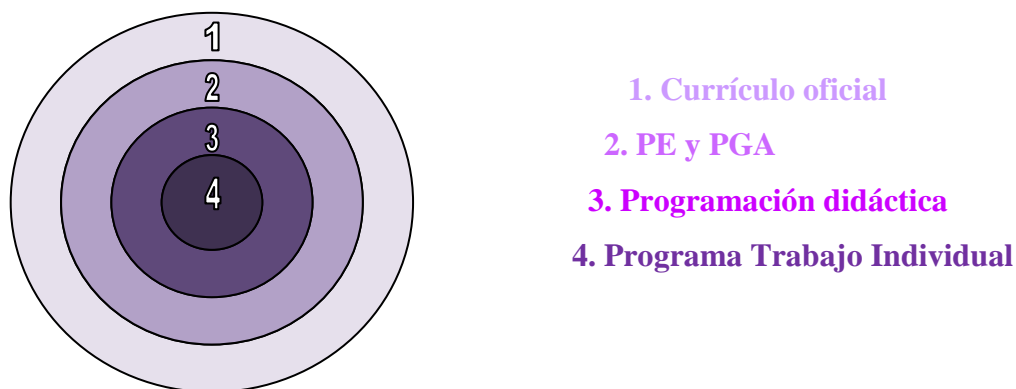 1
2
3
4
1. Currículo oficial
2. PE y PGA
3. Programación didáctica
4. Programa Trabajo Individual